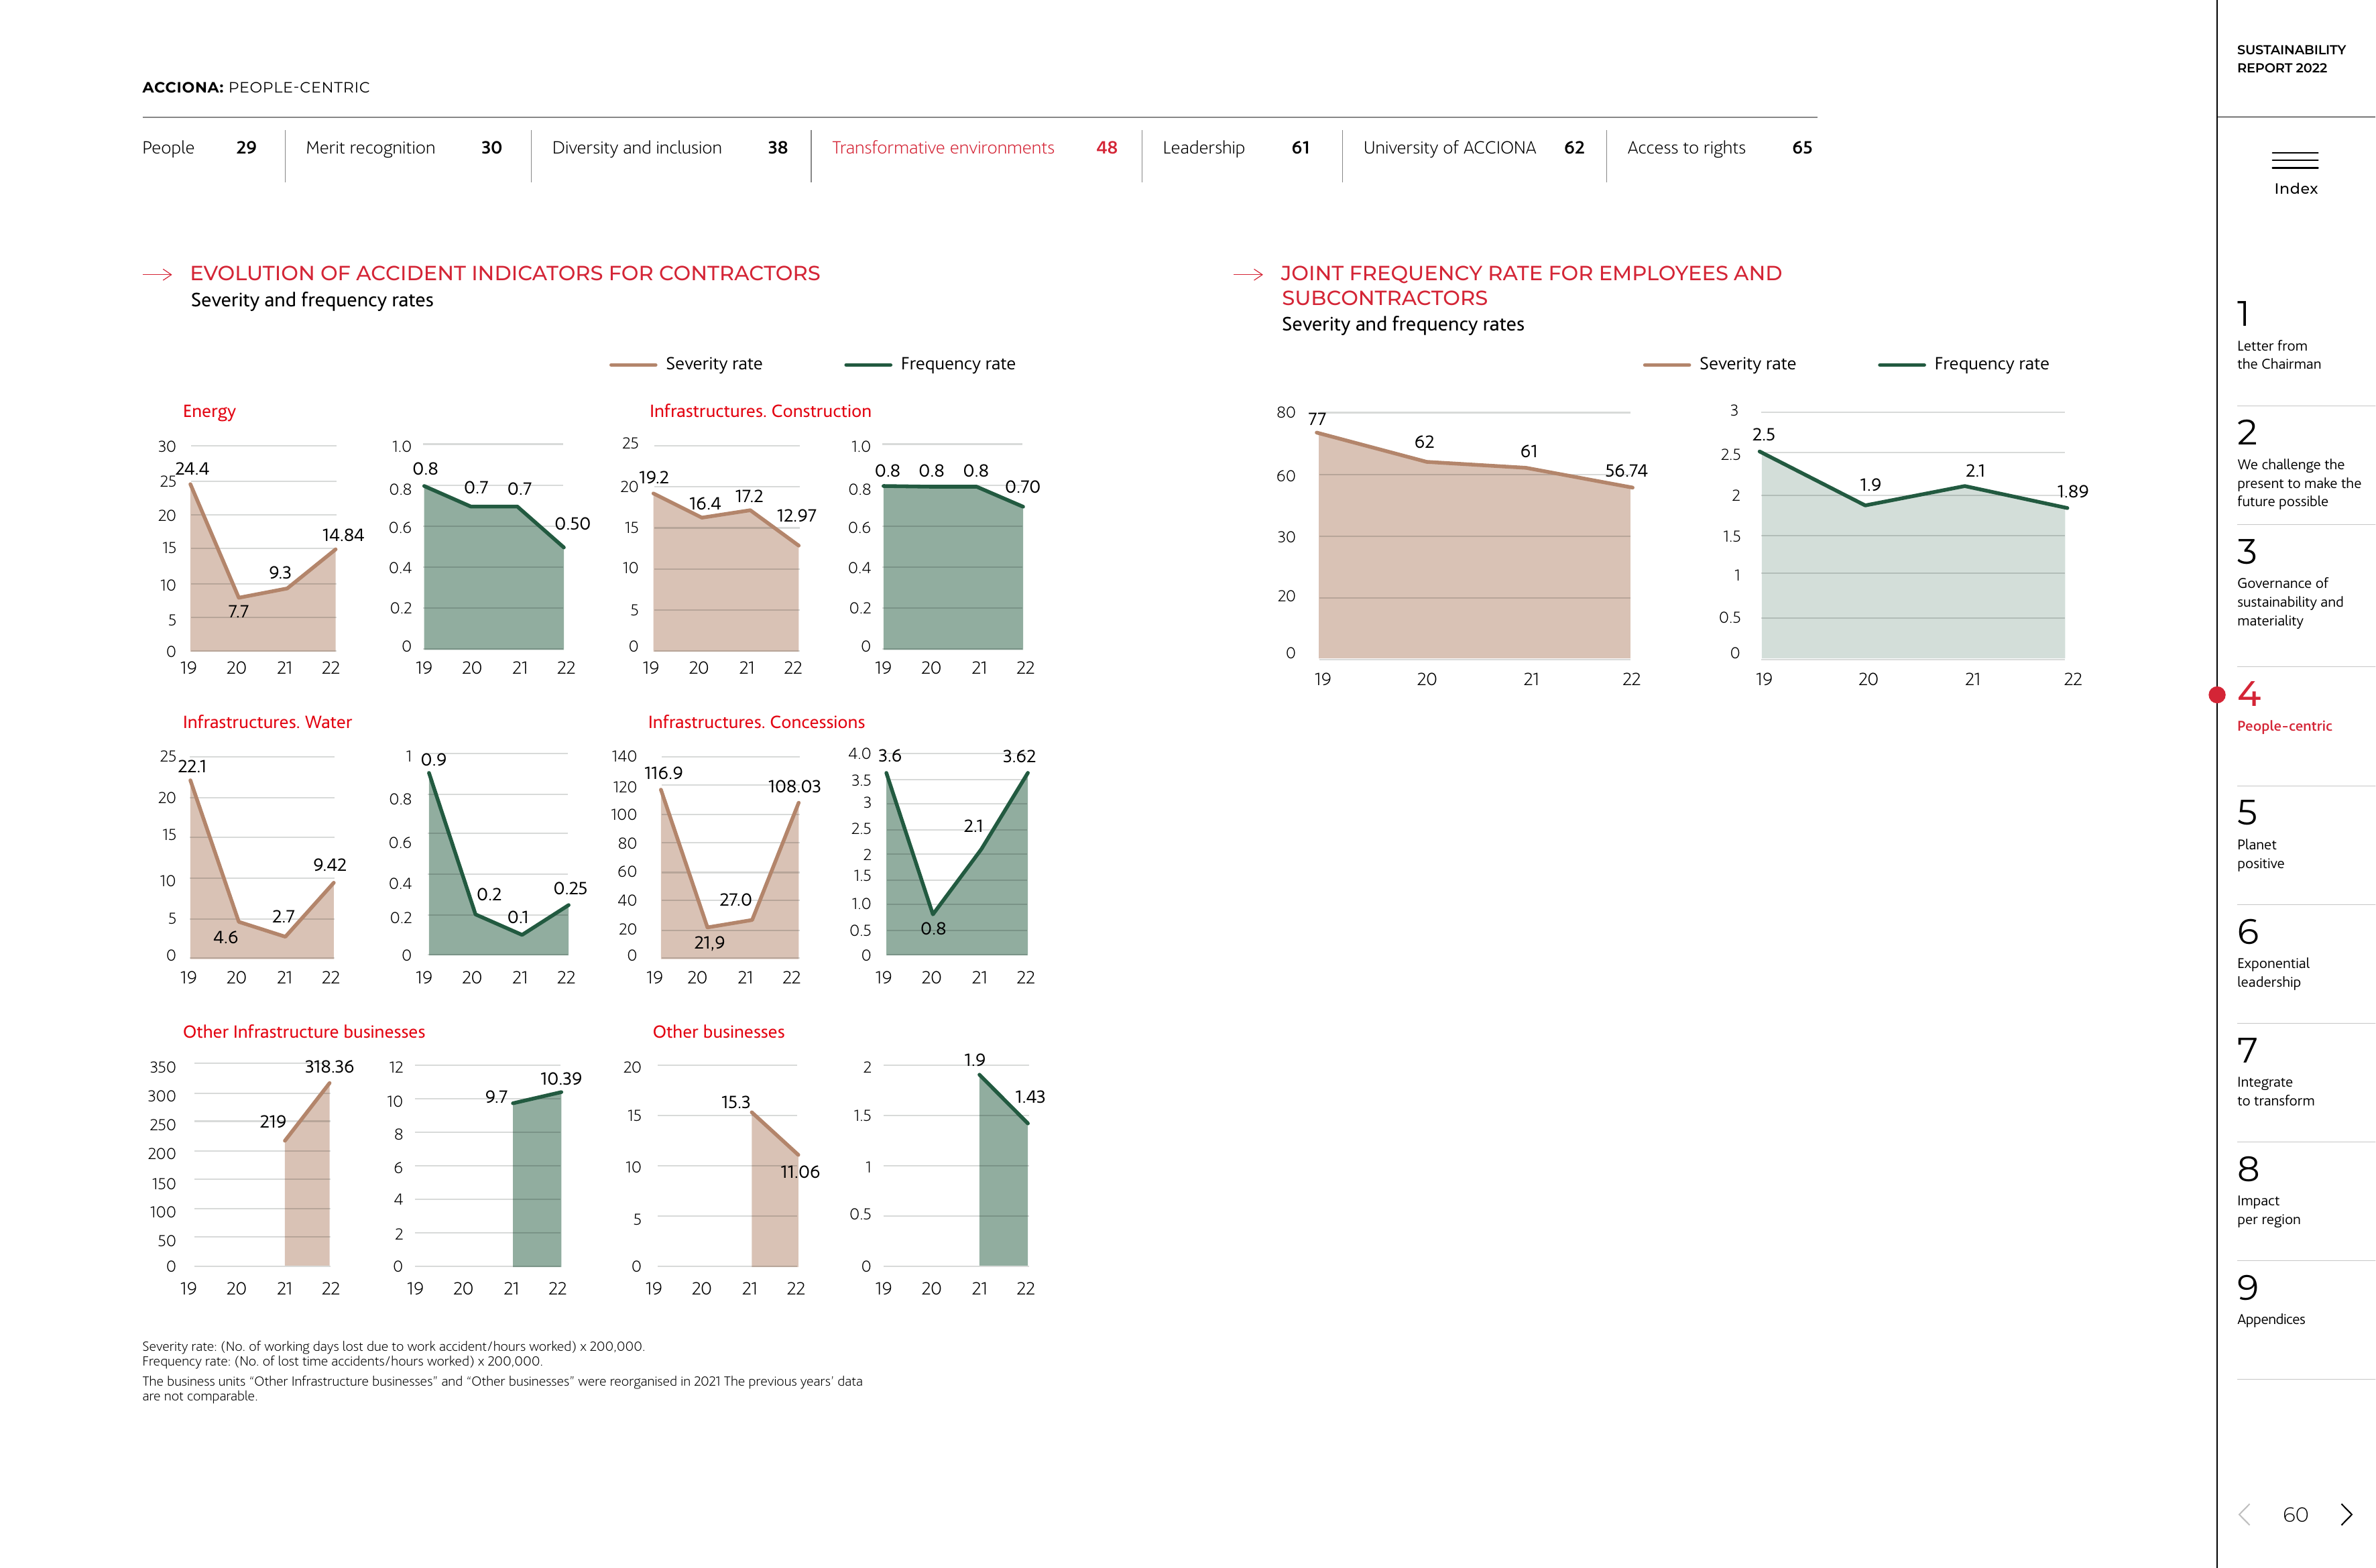 ACCIONA: PEOPLE-CENTRIC
People 29
Merit recognition 30
Diversity and inclusion 38
Transformative environments 48
Leadership 61
University of ACCIONA 62
Access to rights 65
EVOLUTION OF ACCIDENT INDICATORS FOR CONTRACTORS
Severity and frequency rates
Severity rate
Frequency rate
Energy
30
25
20
15
10
5
0
24.4
7.7
9.3
14.84
19 20 21 22
1.0
0.8
0.6
0.4
0.2
0
0.8
0.7
0.7
0.50
19 20 21 22
Infrastructures. Construction
25
20
15
10
5
0
19.2
16.4
17.2
12.97
19 20 21 22
1.0
0.8
0.6
0.4
0.2
0
0.8
0.8
0.8
0.70
19 20 21 22
Infrastructures. Water
25
20
15
10
5
0
22.1
4.6
2.7
9.42
19 20 21 22
1
0.8
0.6
0.4
0.2
0
0.9
0.2
0.1
0.25
19 20 21 22
Infrastructures. Concessions
140
120
100
80
60
40
20
0
116.9
21,9
27.0
108.03
19 20 21 22
4.0
3.5
3
2.5
2
1.5
1.0
0.5
0
3.6
0.8
2.1
3.62
19 20 21 22
Other Infrastructure businesses
350
300
250
200
150
100
50
0
219
318.36
19 20 21 22
12
10
8
6
4
2
0
9.7
10.39
19 20 21 22
Other businesses
20
15
10
5
0
15.3
11.06
19 20 21 22
2
1.5
1
0.5
0
1.9
1.43
19 20 21 22
Severity rate: (No. of working days lost due to work accident/hours worked) x 200,000.
Frequency rate: (No. of lost time accidents/hours worked) x 200,000.
The business units “Other Infrastructure businesses” and “Other businesses” were reorganised in 2021 The previous years’ data
are not comparable.
JOINT FREQUENCY RATE FOR EMPLOYEES AND
SUBCONTRACTORS
Severity and frequency rates
Severity rate
Frequency rate
80
60
30
20
0
77
62
61
56.74
19 20 21 22
3
2.5
2
1.5
1
0.5
0
2.5
1.9
2.1
1.89
19 20 21 22
SUSTAINABILITY
REPORT 2022
Index
1
Letter from
the Chairman
2
We challenge the
present to make the
future possible
3
Governance of
sustainability and
materiality
4
People-centric
5
Planet
positive
6
Exponential
leadership
7
Integrate
to transform
8
Impact
per region
9
Appendices
60